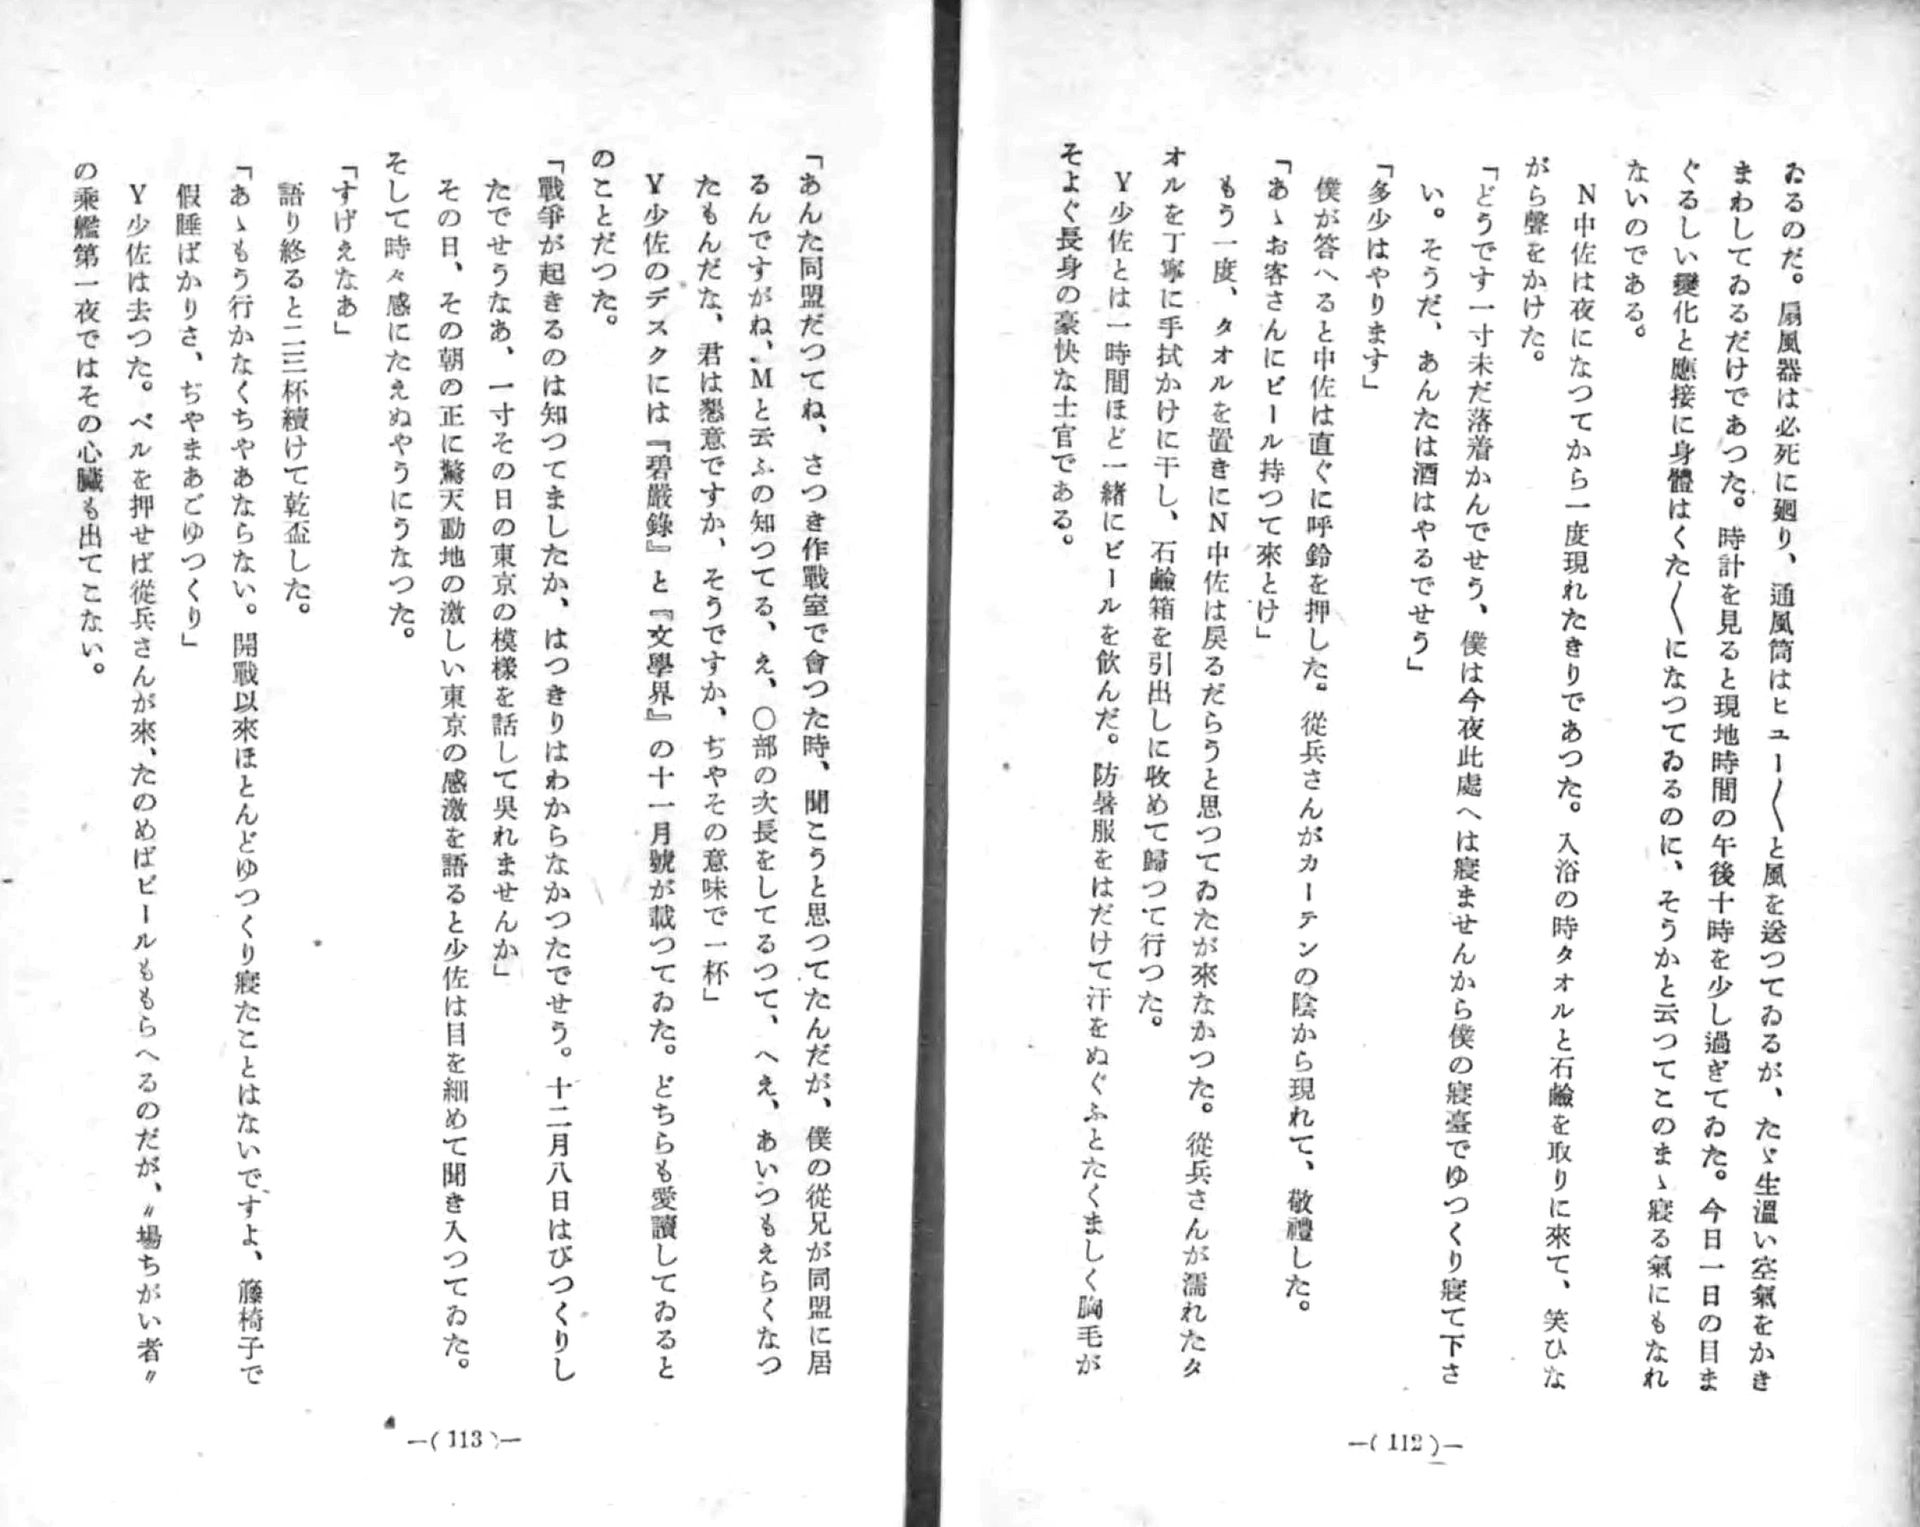 ゐるのだ。扇風器は必死に廻り、通風筒はヒュー〱と風を送つてゐるが、たゞ生溫い空氣をかき
まわしてゐるだけであつた。時計を見ると現地時間の午後十時を少し過ぎてゐた。今日一日の目ま
ぐるしい變化と應接に身體はくた〱になつてゐるのに、そうかと云つてこのまゝ寢る氣にもなれ
ないのである。
N中佐は夜になつてから一度現れたきりであつた。入浴の時タオルと石鹼を取りに來て、笑ひな
がら聲をかけた。
「どうです一寸未だ落着かんでせう、僕は今夜此處へは寢ませんから僕の寢臺でゆつくり寢て下さ
い。そうだ、あんたは酒はやるでせう」
「多少はやります」
僕が答へると中佐は直ぐに呼鈴を押した。從兵さんがカーテンの陰から現れて、敬禮した。
「あゝお客さんにビール持つて來とけ」
もう一度、タオルを置きにN中佐は戻るだらうと思つてゐたが來なかつた。從兵さんが濡れたタ
オルを丁寧に手拭かけに干し、石鹼箱を引出しに收めて歸つて行つた。
Y少佐とは一時間ほど一緖にビールを飮んだ。防暑服をはだけて汗をぬぐふとたくましく胸毛が
そよぐ長身の豪快な士官である。
—(112)—
「あんた同盟だつてね、さつき作戰室で會つた時、聞こうと思つてたんだが、僕の從兄が同盟に居
るんですがね、Mと云ふの知つてる、え、〇部の次長をしてるつて、へえ、あいつもえらくなつ
たもんだな、君は懇意ですか、そうですか、ぢやその意味で一杯」
Y少佐のデスクには『碧嚴錄』と『文學界』の十一月號が載つてゐた。どちらも愛讀してゐると
のことだつた。
「戰爭が起きるのは知つてましたか、はつきりはわからなかつたでせう。十二月八日はびつくりし
たでせうなあ、一寸その日の東京の模樣を話して吳れませんか」
その日、その朝の正に驚天動地の激しい東京の感激を語ると少佐は目を細めて聞き入つてゐた。
そして時々感にたえぬやうにうなつた。
「すげえなあ」
語り終ると二三杯續けて乾盃した。
「あゝもう行かなくちやあならない。開戰以來ほとんどゆつくり寢たことはないですよ、籐椅子で
假睡ばかりさ、ぢやまあごゆつくり」
Y少佐は去つた。ベルを押せば從兵さんが來、たのめばビールももらへるのだが、〝場ちがい者〟
の乘艦第一夜ではその心臟も出てこない。
—(113)—